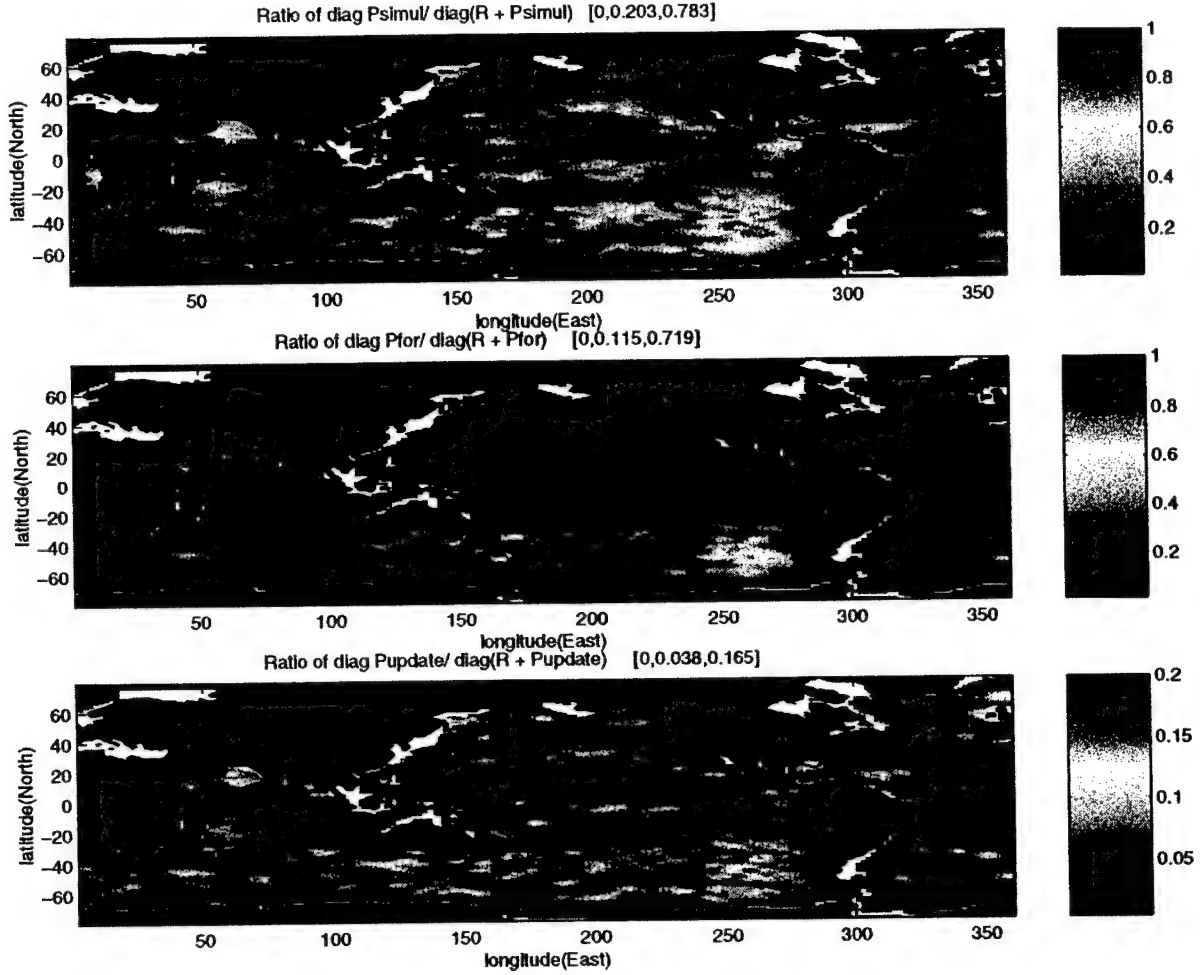 Ratio of diag Psimul/ diag(R + Psimul) [0,0.203,0.783]
latitude(North)
60
40
20
0
−20
−40
−60
50 100 150 200 250 300 350
longitude(East)
1
0.8
0.6
0.4
0.2
Ratio of diag Pfor/ diag(R + Pfor) [0,0.115,0.719]
latitude(North)
60
40
20
0
−20
−40
−60
50 100 150 200 250 300 350
longitude(East)
1
0.8
0.6
0.4
0.2
Ratio of diag Pupdate/ diag(R + Pupdate) [0,0.038,0.165]
latitude(North)
60
40
20
0
−20
−40
−60
50 100 150 200 250 300 350
longitude(East)
0.2
0.15
0.1
0.05